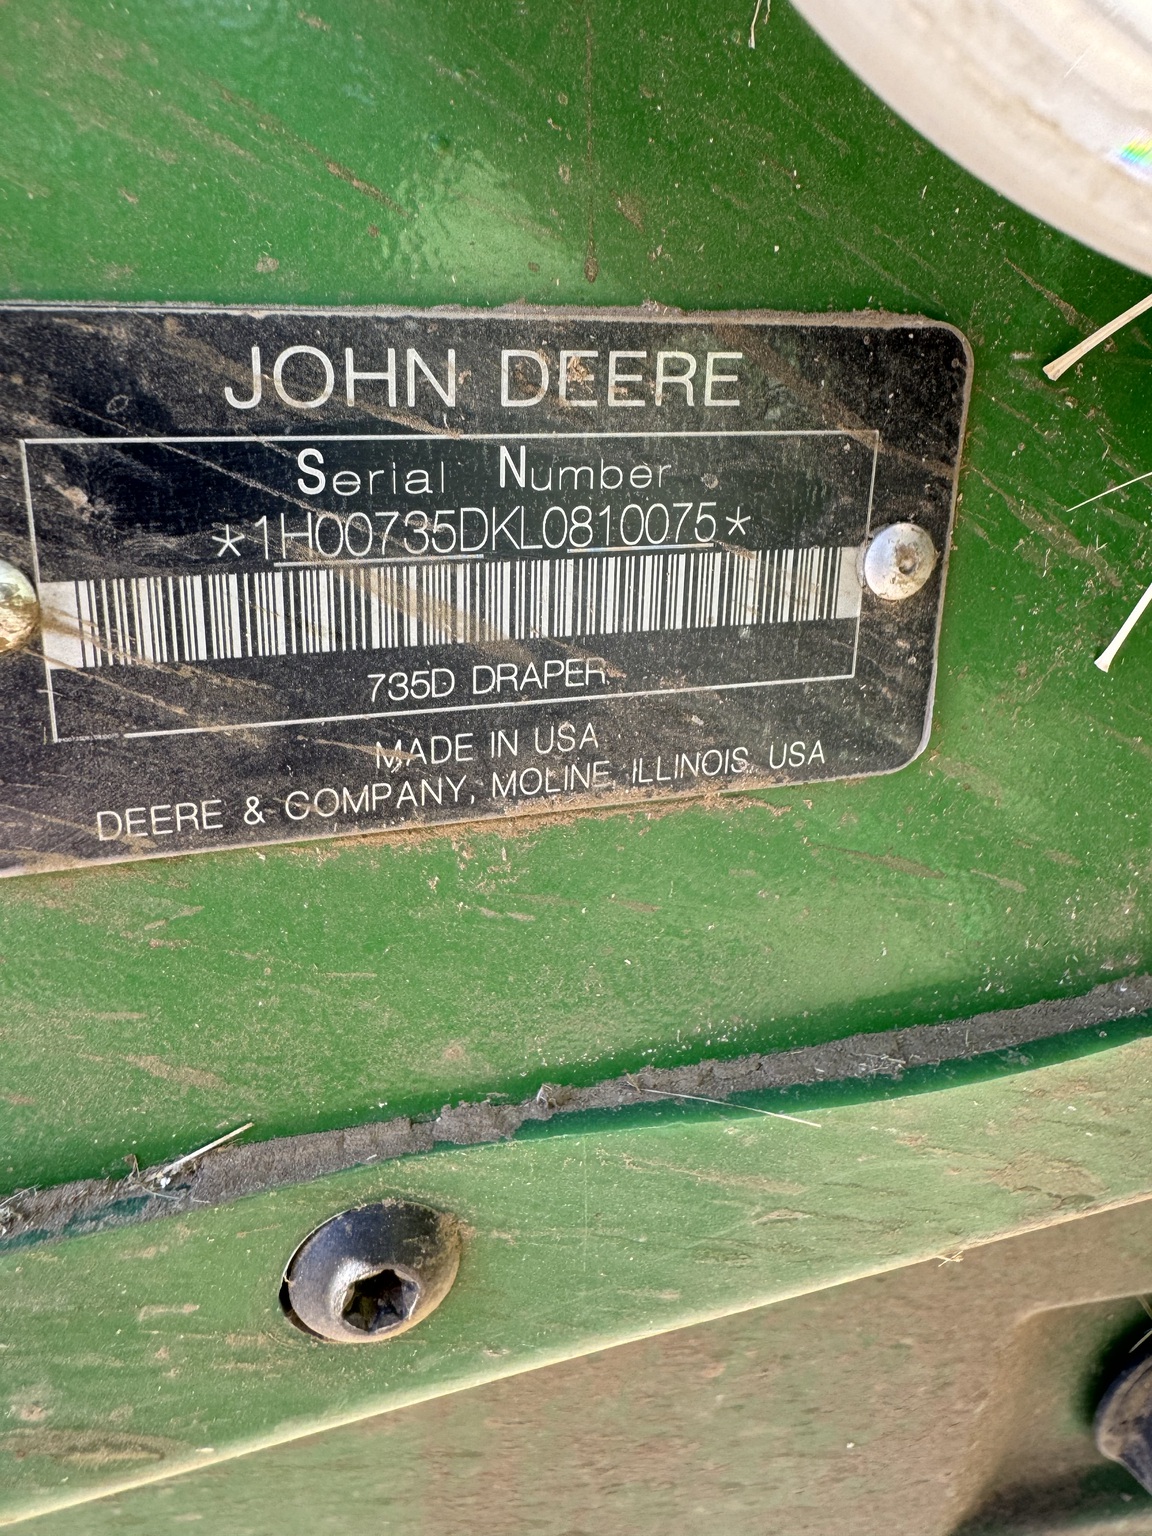 JOHN DEERE
Serial Number
*1H00735DKL0810075*
735D DRAPER
MADE IN USA
DEERE & COMPANY, MOLINE, ILLINOIS, USA